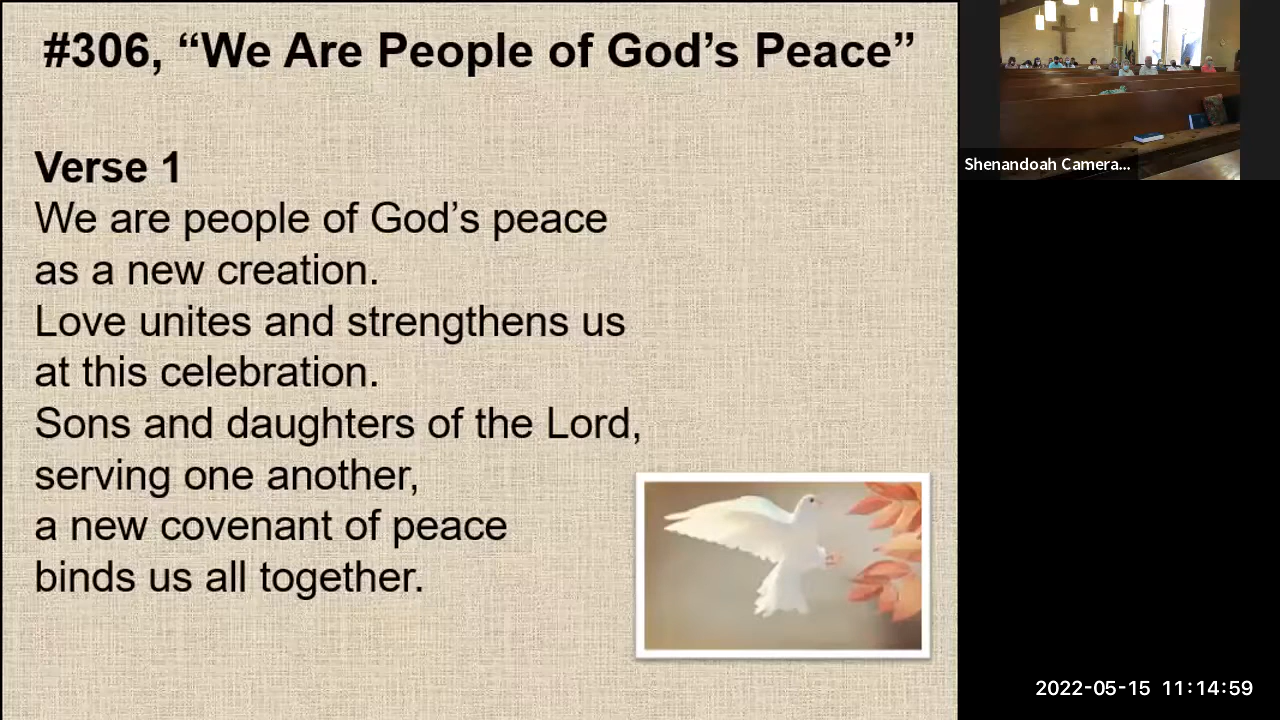 #306, “We Are People of God’s Peace”
Verse 1
We are people of God’s peace
as a new creation.
Love unites and strengthens us
at this celebration.
Sons and daughters of the Lord,
serving one another,
a new covenant of peace
binds us all together.
Shenandoah Camera...
2022-05-15 11:14:59